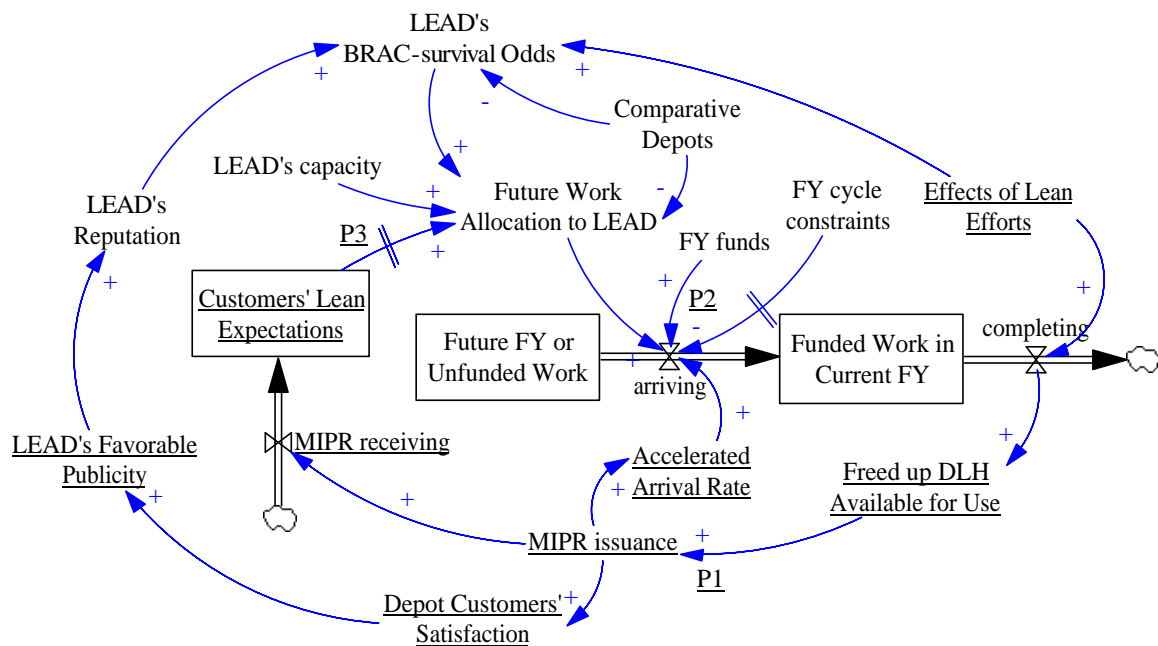 LEAD's
BRAC-survival Odds
+
+
-
+
Comparative
Depots
LEAD's capacity
+
-
Future Work
Allocation to LEAD
FY cycle
constraints
Effects of Lean
Efforts
LEAD's
Reputation
P3
+
FY funds
+
+
+
Customers' Lean
Expectations
P2
-
Future FY or
Unfunded Work
+
arriving
Funded Work in
Current FY
completing
LEAD's Favorable
Publicity
MIPR receiving
+
+
Accelerated
Arrival Rate
+
Freed up DLH
Available for Use
+
+
MIPR issuance
+
P1
Depot Customers'
Satisfaction
+